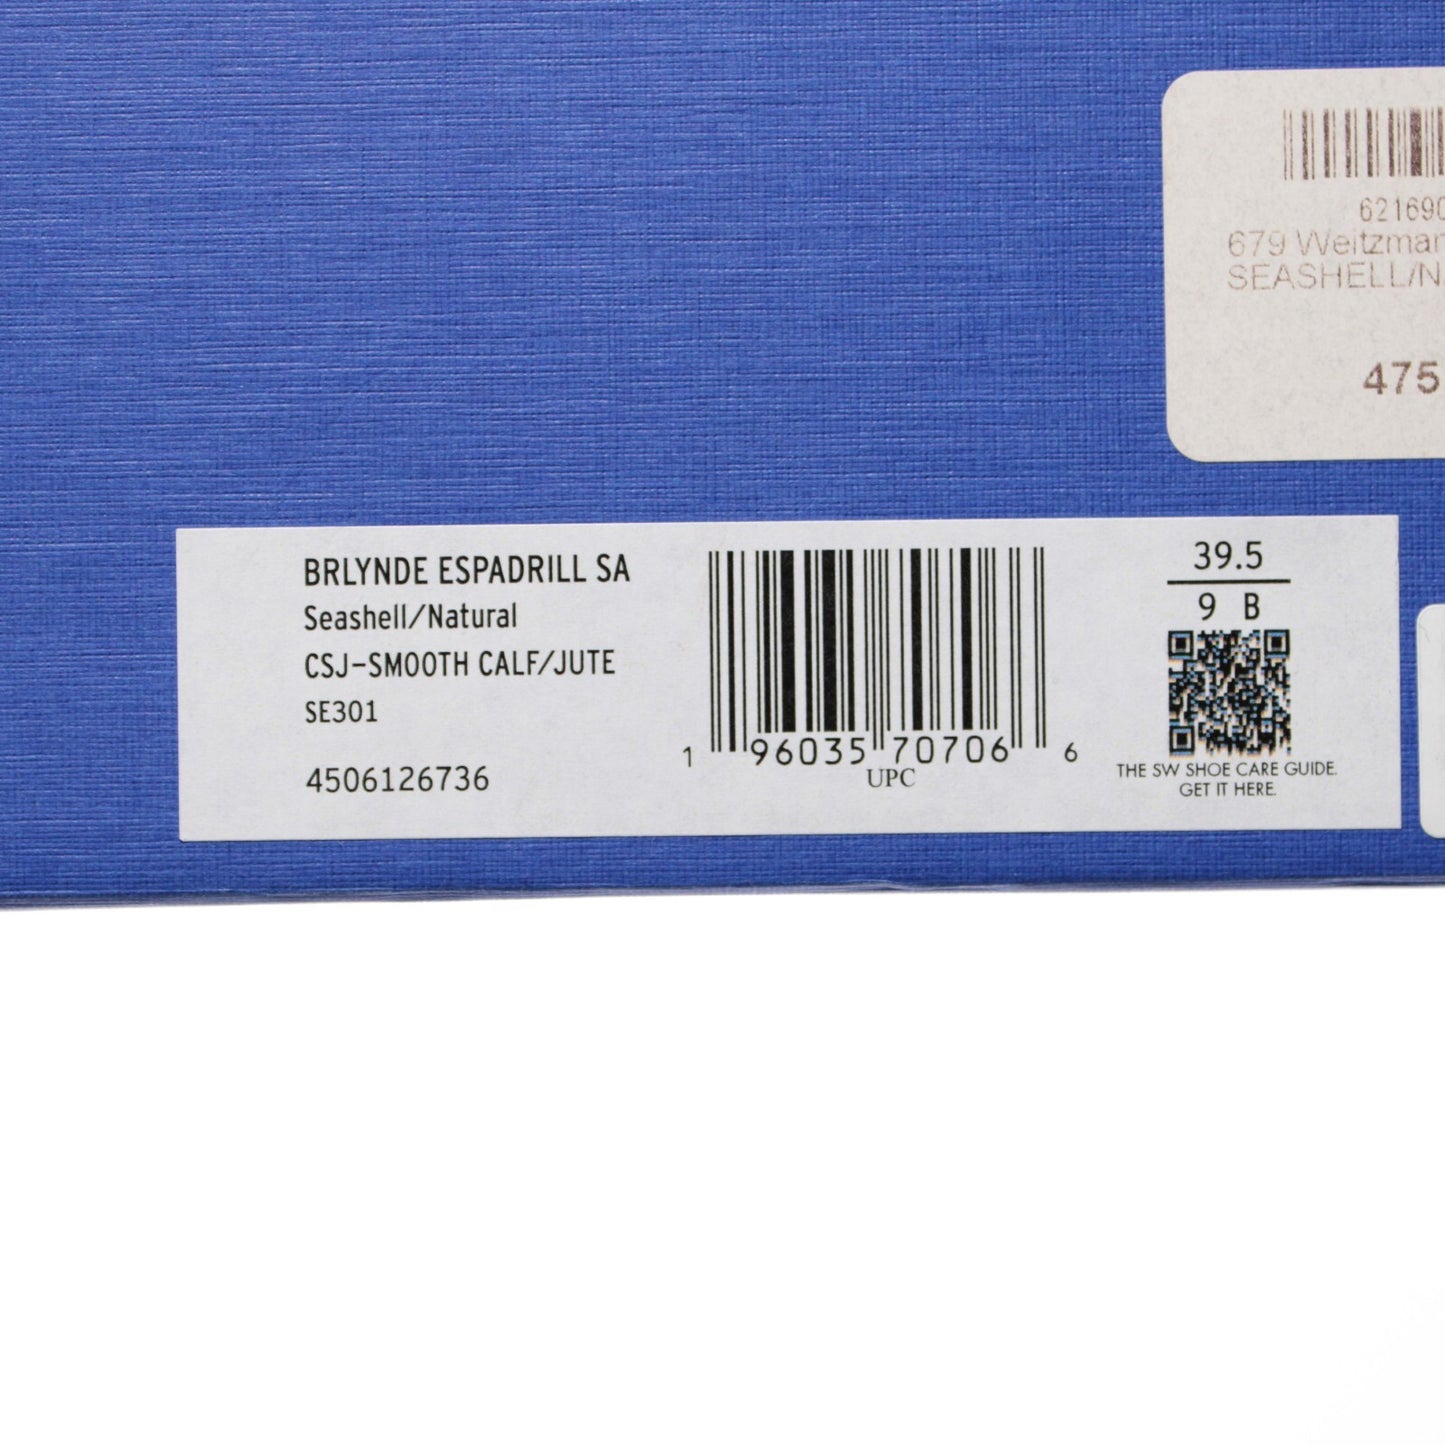 621690
679 Weitzman
SEASHELL/N
475
BRLYNDE ESPADRILL SA
Seashell/Natural
CSJ-SMOOTH CALF/JUTE
SE301
4506126736
1 96035 70706 6
UPC
39.5
9 B
THE SW SHOE CARE GUIDE.
GET IT HERE.